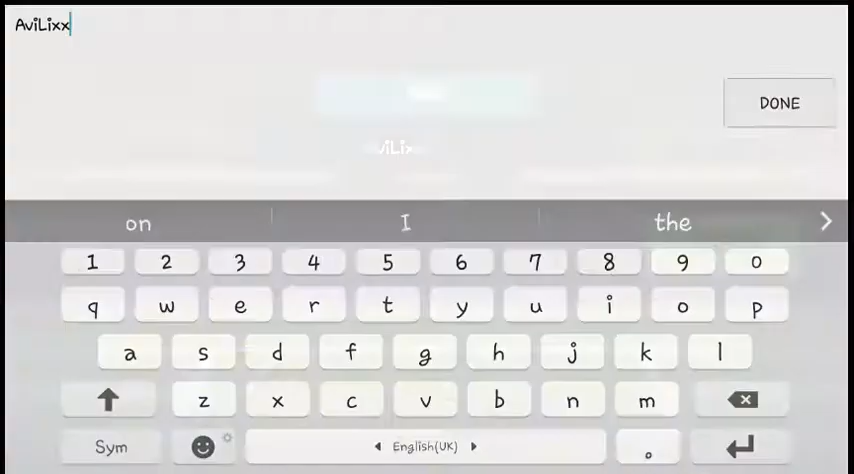 AviLixx
DONE
viLix
on I the
1 2 3 4 5 6 7 8 9 0
q w e r t y u i o p
a s d f g h j k l
z x c v b n m
Sym English(UK) .